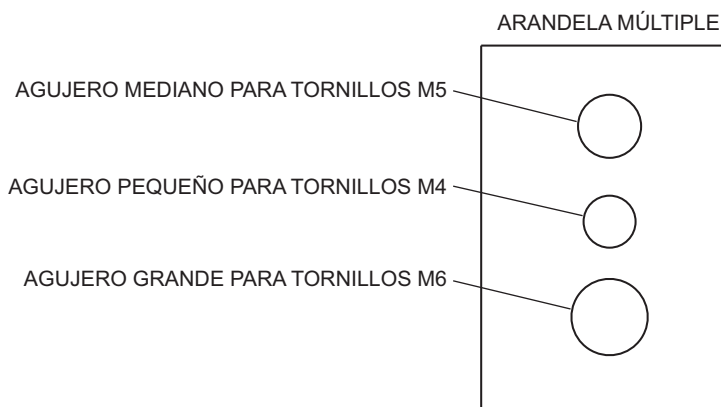 ARANDELA MÚLTIPLE
AGUJERO MEDIANO PARA TORNILLOS M5
AGUJERO PEQUEÑO PARA TORNILLOS M4
AGUJERO GRANDE PARA TORNILLOS M6